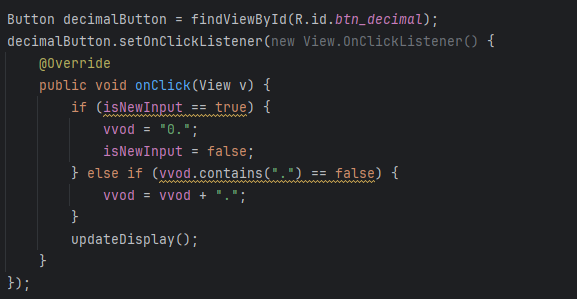 Button decimalButton = findViewById(R.id.btn_decimal);
decimalButton.setOnClickListener(new View.OnClickListener() {
    @Override
    public void onClick(View v) {
        if (isNewInput == true) {
            vvod = "0.";
            isNewInput = false;
        } else if (vvod.contains(".") == false) {
            vvod = vvod + ".";
        }
        updateDisplay();
    }
});